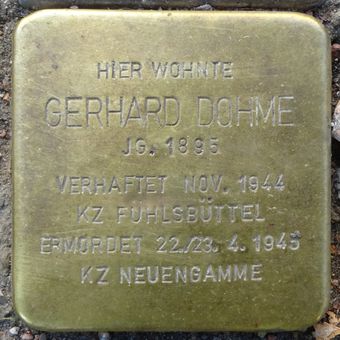 HIER WOHNTE
GERHARD DOHME
JG. 1895
VERHAFTET NOV. 1944
KZ FUHLSBÜTTEL
ERMORDET 22./23. 4. 1945
KZ NEUENGAMME